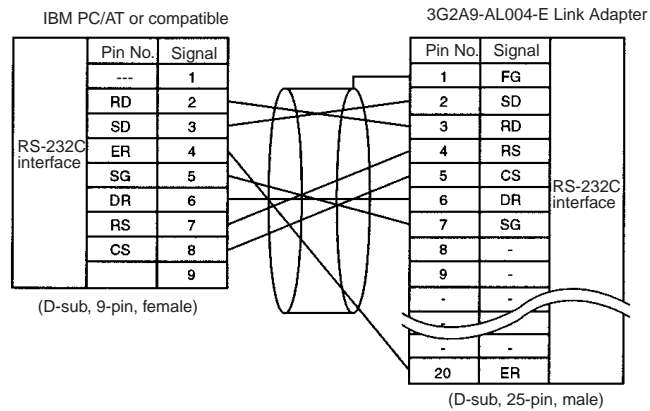 IBM PC/AT or compatible
3G2A9-AL004-E Link Adapter
RS-232C interface
Pin No. Signal
--- 1
RD 2
SD 3
ER 4
SG 5
DR 6
RS 7
CS 8
9
(D-sub, 9-pin, female)
Pin No. Signal
1 FG
2 SD
3 RD
4 RS
5 CS
6 DR
7 SG
8 -
9 -
- -
- -
- -
20 ER
RS-232C interface
(D-sub, 25-pin, male)